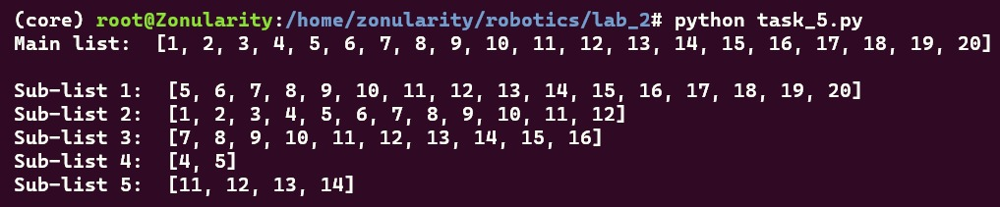 (core) root@Zonularity:/home/zonularity/robotics/lab_2# python task_5.py
Main list:  [1, 2, 3, 4, 5, 6, 7, 8, 9, 10, 11, 12, 13, 14, 15, 16, 17, 18, 19, 20]
Sub-list 1:  [5, 6, 7, 8, 9, 10, 11, 12, 13, 14, 15, 16, 17, 18, 19, 20]
Sub-list 2:  [1, 2, 3, 4, 5, 6, 7, 8, 9, 10, 11, 12]
Sub-list 3:  [7, 8, 9, 10, 11, 12, 13, 14, 15, 16]
Sub-list 4:  [4, 5]
Sub-list 5:  [11, 12, 13, 14]